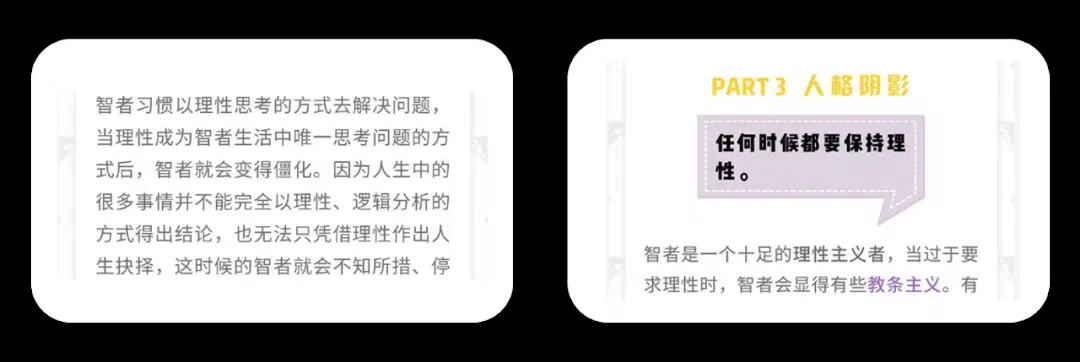 智者习惯以理性思考的方式去解决问题，
当理性成为智者生活中唯一思考问题的方
式后，智者就会变得僵化。因为人生中的
很多事情并不能完全以理性、逻辑分析的
方式得出结论，也无法只凭借理性作出人
生抉择，这时候的智者就会不知所措、停
PART 3 人格阴影
任何时候都要保持理
性。
智者是一个十足的理性主义者，当过于要
求理性时，智者会显得有些教条主义。有